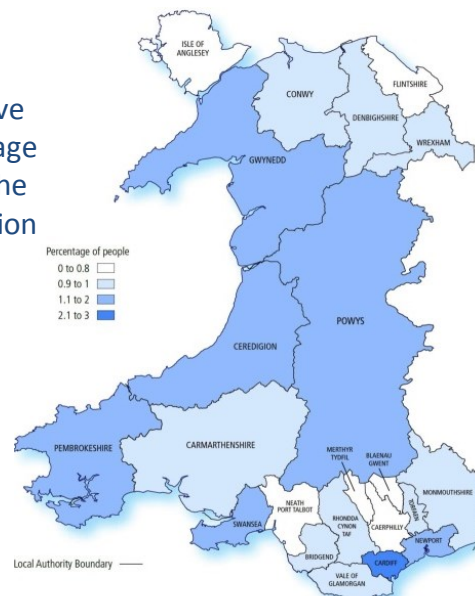 ve
age
ne
ion
Percentage of people
0 to 0.8
0.9 to 1
1.1 to 2
2.1 to 3
ISLE OF
ANGLESEY
CONWY
FLINTSHIRE
DENBIGHSHIRE
WREXHAM
GWYNEDD
POWYS
CEREDIGION
PEMBROKESHIRE
CARMARTHENSHIRE
MERTHYR
TYDFIL
BLAENAU
GWENT
MONMOUTHSHIRE
NEATH
PORT TALBOT
SWANSEA
RHONDDA
CYNON
TAF
CAERPHILLY
TORFAEN
NEWPORT
BRIDGEND
CARDIFF
VALE OF
GLAMORGAN
Local Authority Boundary